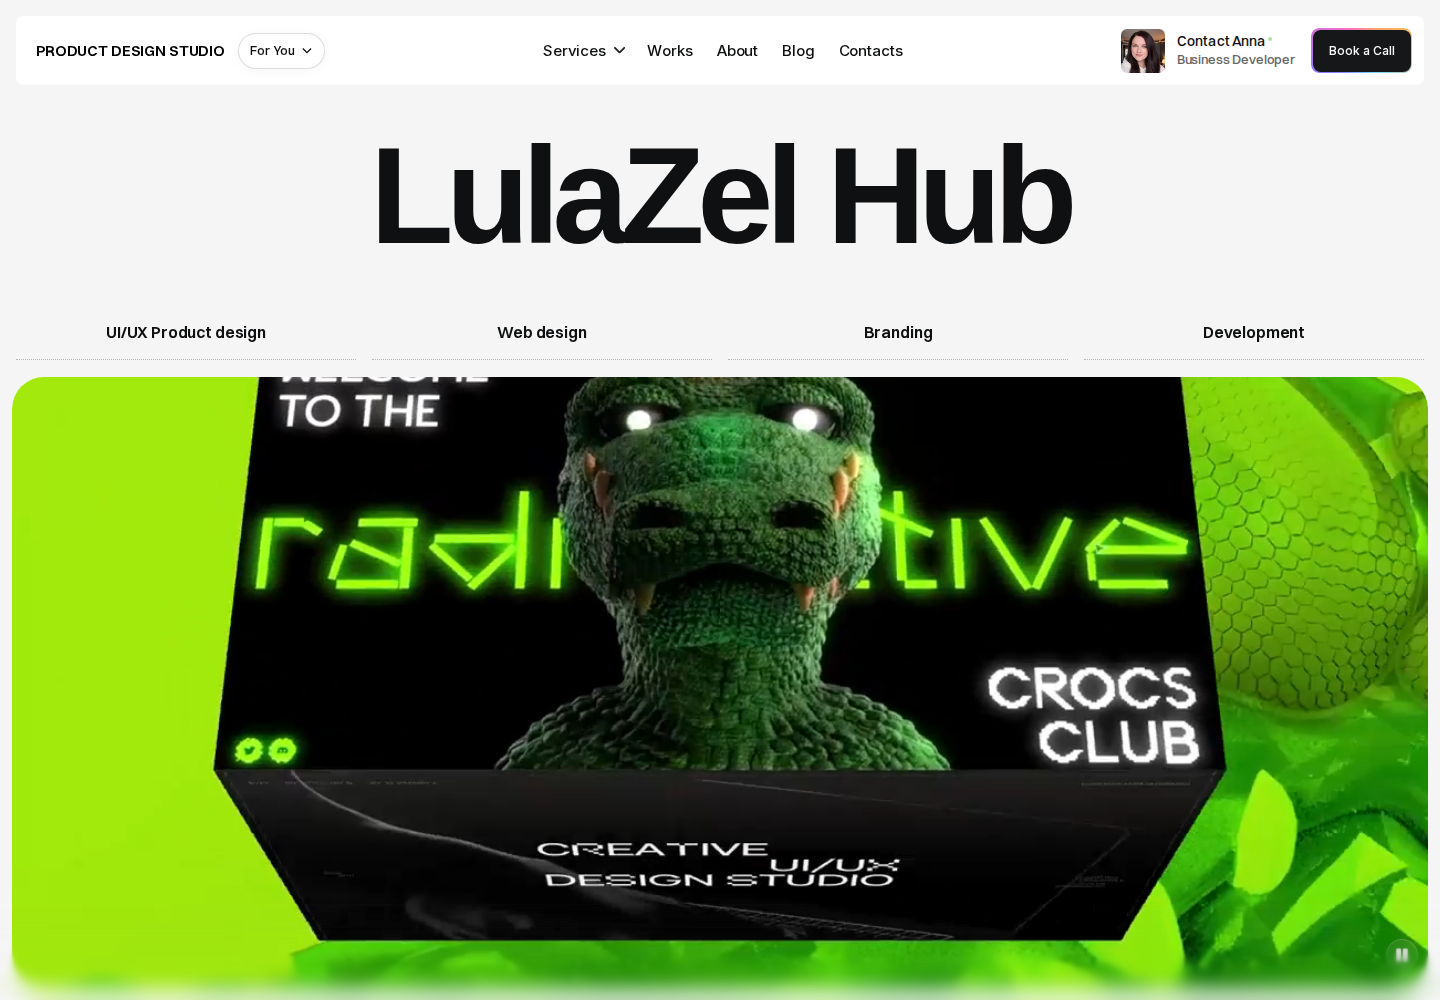 PRODUCT DESIGN STUDIO
For You
Services
Works
About
Blog
Contacts
Contact Anna
Business Developer
Book a Call
LulaZel Hub
UI/UX Product design
Web design
Branding
Development
WELCOME
TO THE
CROCS
CLUB
CREATIVE
UI/UX
DESIGN STUDIO